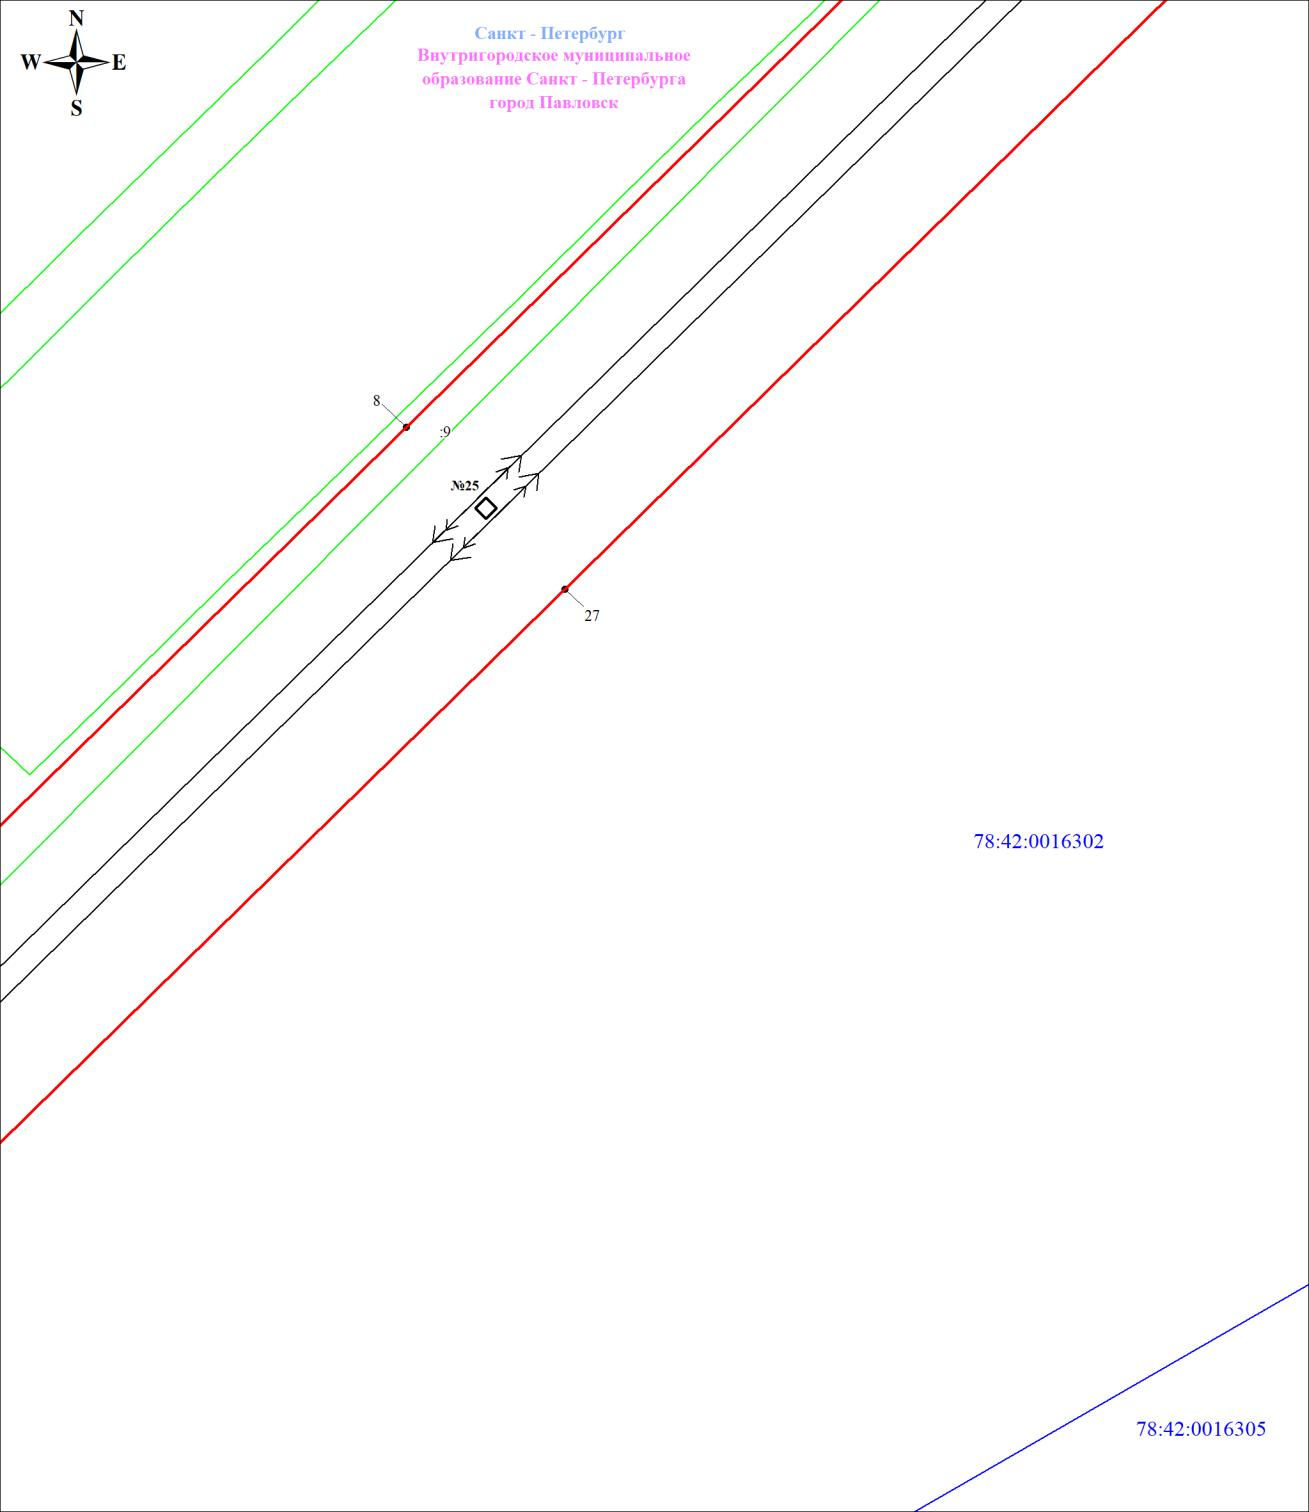 N
W E
S
Санкт - Петербург
Внутригородское муниципальное
образование Санкт - Петербурга
город Павловск
8
:9
№25
27
78:42:0016302
78:42:0016305